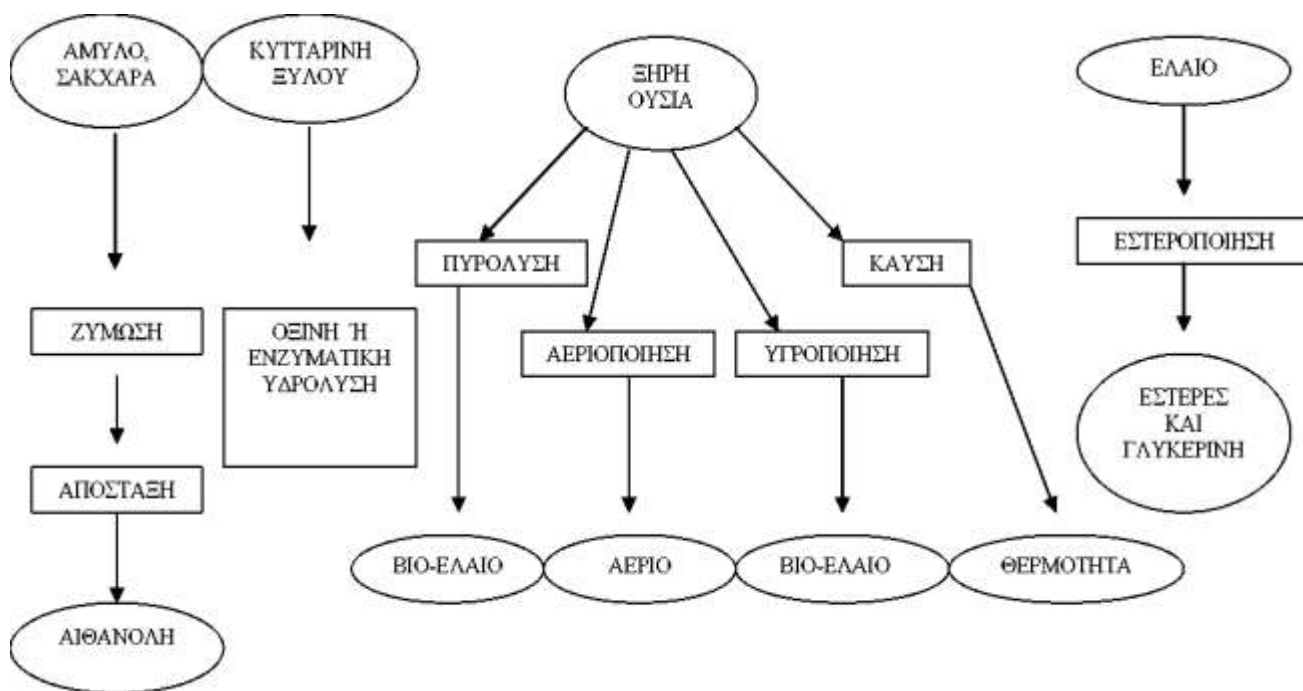 ΑΜΥΛΟ,
ΣΑΚΧΑΡΑ
ΚΥΤΤΑΡΙΝΗ
ΞΥΛΟΥ
ΞΗΡΗ
ΟΥΣΙΑ
ΕΛΑΙΟ
ΠΥΡΟΛΥΣΗ
ΚΑΥΣΗ
ΕΣΤΕΡΟΠΟΙΗΣΗ
ΖΥΜΩΣΗ
ΟΞΙΝΗ Ή
ΕΝΖΥΜΑΤΙΚΗ
ΥΔΡΟΛΥΣΗ
ΑΕΡΙΟΠΟΙΗΣΗ
ΥΓΡΟΠΟΙΗΣΗ
ΕΣΤΕΡΕΣ
ΚΑΙ
ΓΛΥΚΕΡΙΝΗ
ΑΠΟΣΤΑΞΗ
ΒΙΟ-ΕΛΑΙΟ
ΑΕΡΙΟ
ΒΙΟ-ΕΛΑΙΟ
ΘΕΡΜΟΤΗΤΑ
ΑΙΘΑΝΟΛΗ